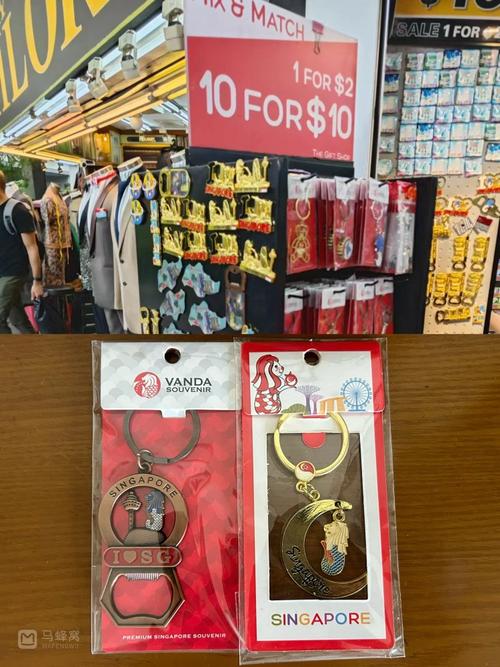 MIX & MATCH
1 FOR $2
10 FOR $10
THE GIFT SHOP
SALE 1 FOR
VANDA
SOUVENIR
SINGAPORE
I ♥ SG
PREMIUM SINGAPORE SOUVENIR
Singapore
SINGAPORE
马蜂窝
MAFENGWO